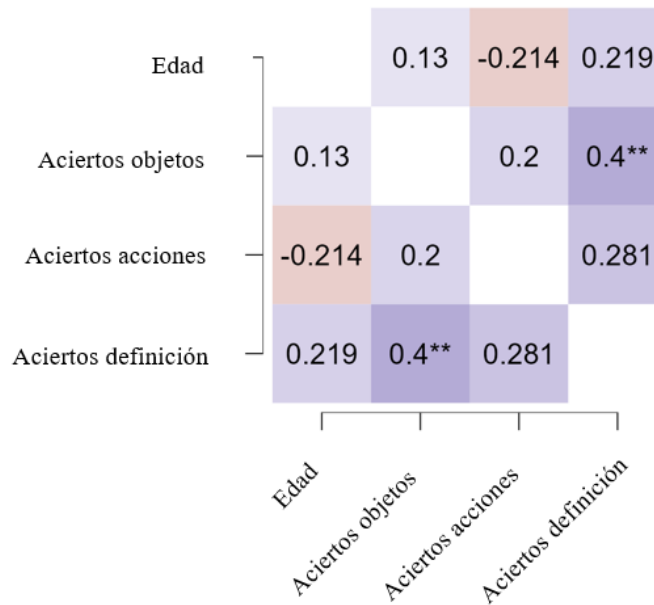 Edad 0.13 -0.214 0.219
Aciertos objetos 0.13 0.2 0.4**
Aciertos acciones -0.214 0.2 0.281
Aciertos definición 0.219 0.4** 0.281
Edad
Aciertos objetos
Aciertos acciones
Aciertos definición